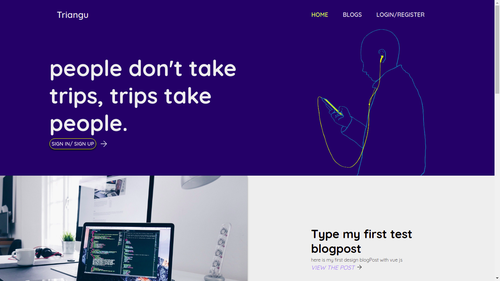 Triangu
HOME BLOGS LOGIN/REGISTER
people don't take
trips, trips take
people.
SIGN IN/ SIGN UP
Type my first test
blogpost
here is my first design blogPost with vue js
VIEW THE POST